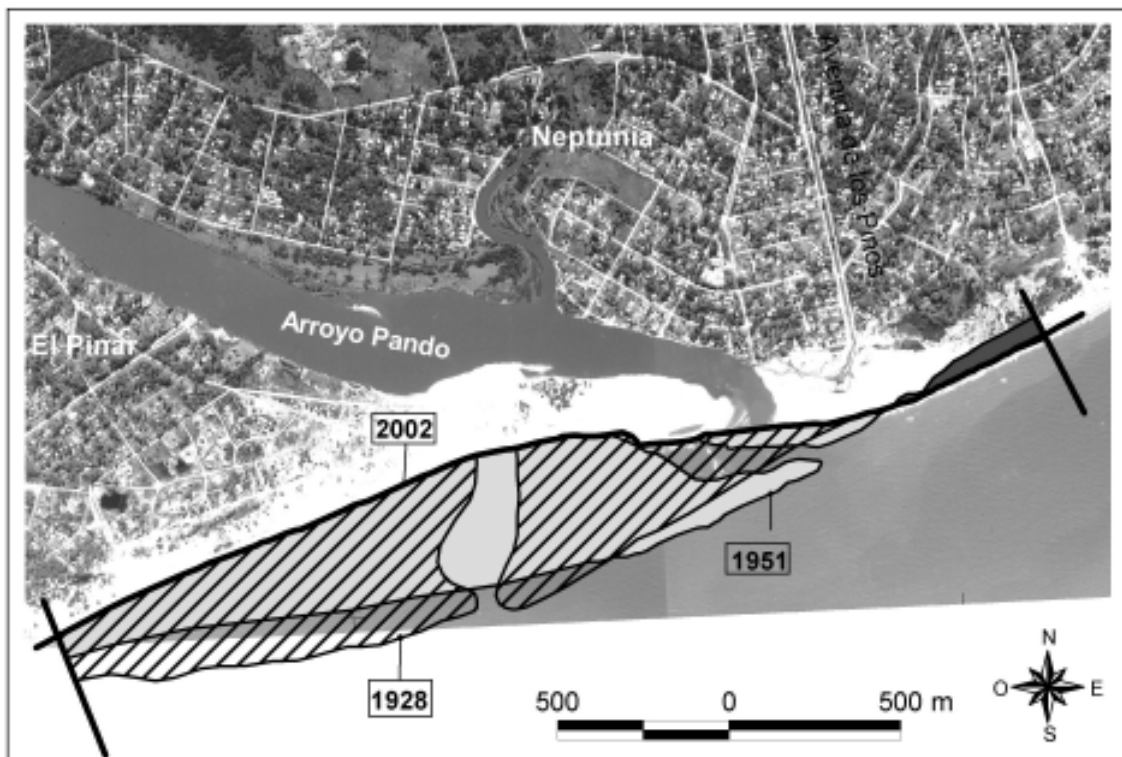 Avenida de los Pinos
Neptunia
Arroyo Pando
El Pinar
2002
1951
1928
500 0 500 m
N
O E
S